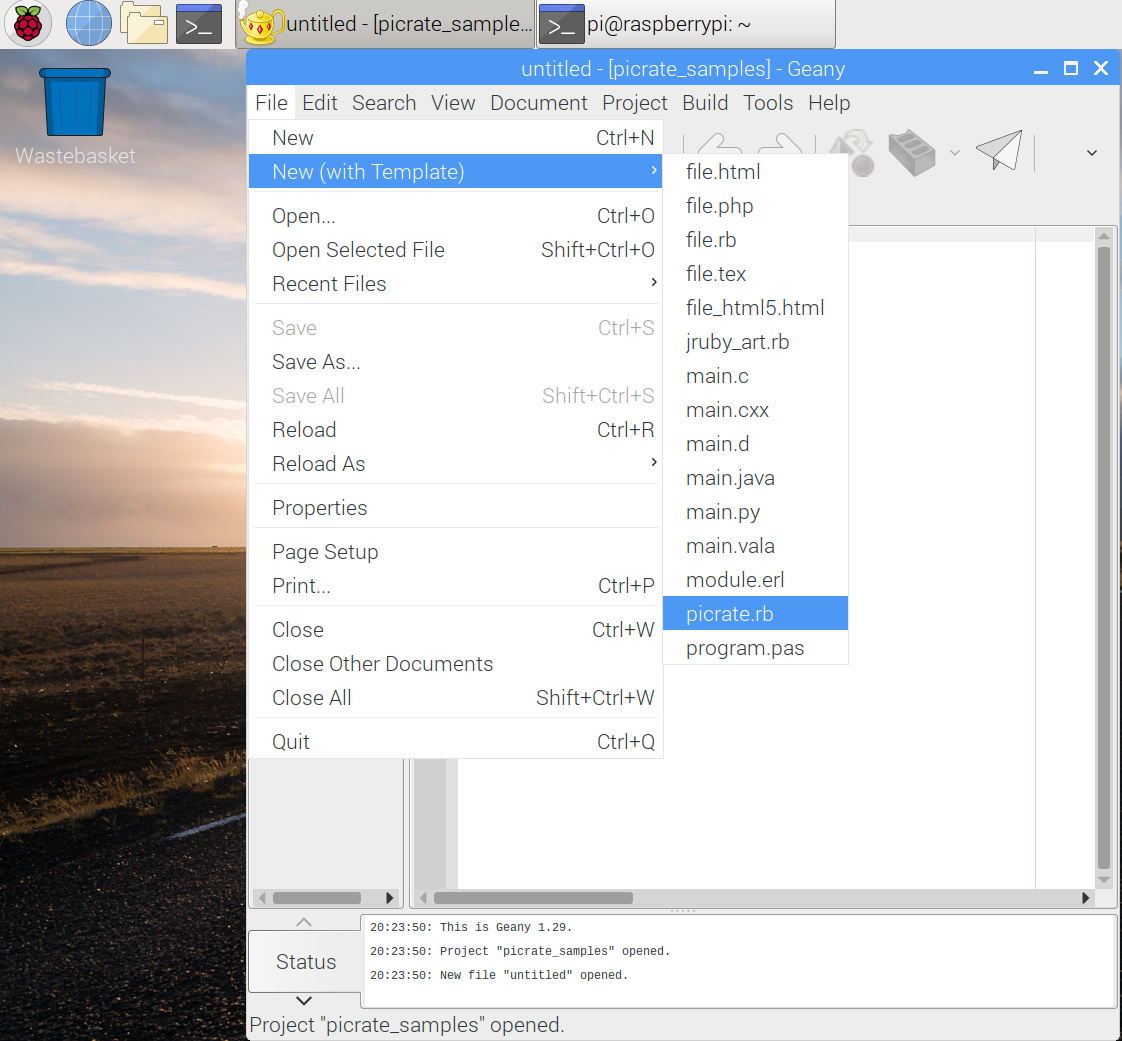 untitled - [picrate_sample...
pi@raspberrypi: ~
Wastebasket
untitled - [picrate_samples] - Geany
File Edit Search View Document Project Build Tools Help
New Ctrl+N
New (with Template)
Open... Ctrl+O
Open Selected File Shift+Ctrl+O
Recent Files
Save Ctrl+S
Save As...
Save All Shift+Ctrl+S
Reload Ctrl+R
Reload As
Properties
Page Setup
Print... Ctrl+P
Close Ctrl+W
Close Other Documents
Close All Shift+Ctrl+W
Quit Ctrl+Q
file.html
file.php
file.rb
file.tex
file_html5.html
jruby_art.rb
main.c
main.cxx
main.d
main.java
main.py
main.vala
module.erl
picrate.rb
program.pas
Status
20:23:50: This is Geany 1.29.
20:23:50: Project "picrate_samples" opened.
20:23:50: New file "untitled" opened.
Project "picrate_samples" opened.